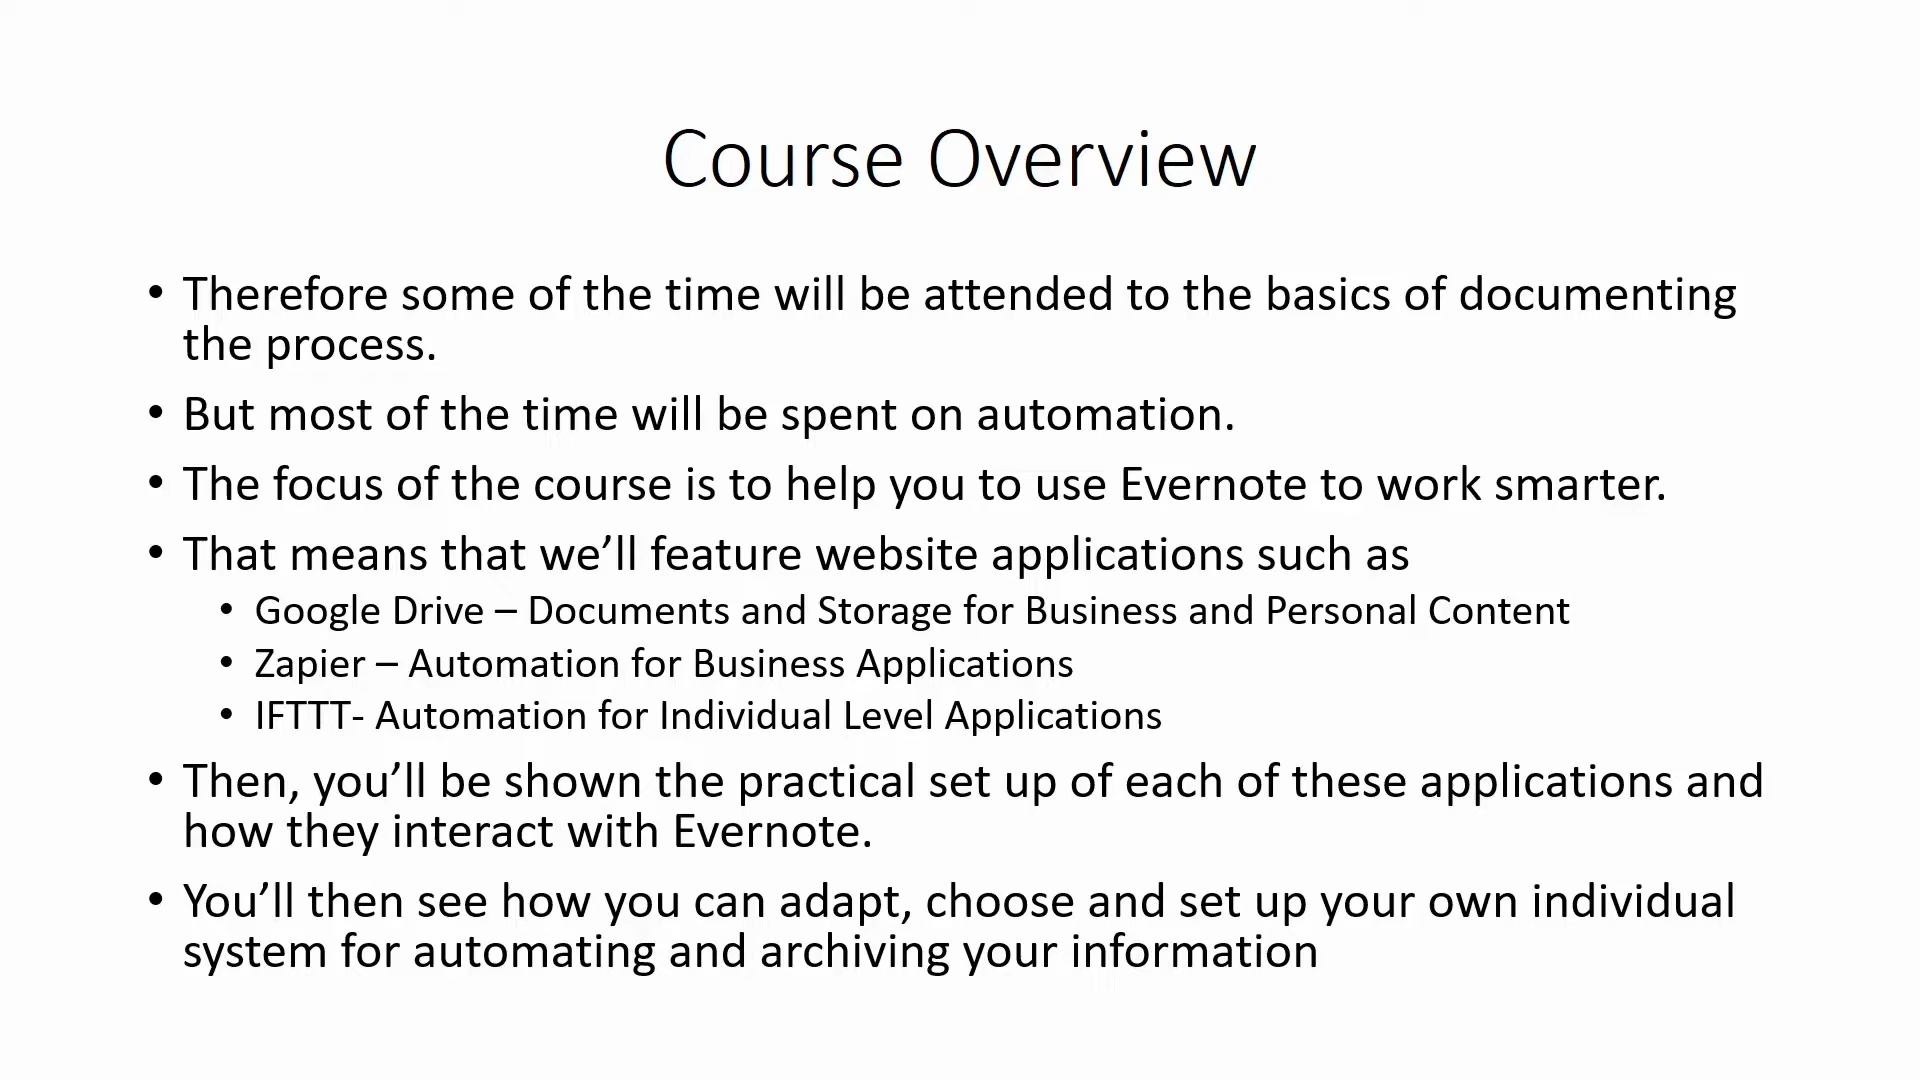 Course Overview
• Therefore some of the time will be attended to the basics of documenting
the process.
• But most of the time will be spent on automation.
• The focus of the course is to help you to use Evernote to work smarter.
• That means that we’ll feature website applications such as
• Google Drive – Documents and Storage for Business and Personal Content
• Zapier – Automation for Business Applications
• IFTTT- Automation for Individual Level Applications
• Then, you’ll be shown the practical set up of each of these applications and
how they interact with Evernote.
• You’ll then see how you can adapt, choose and set up your own individual
system for automating and archiving your information